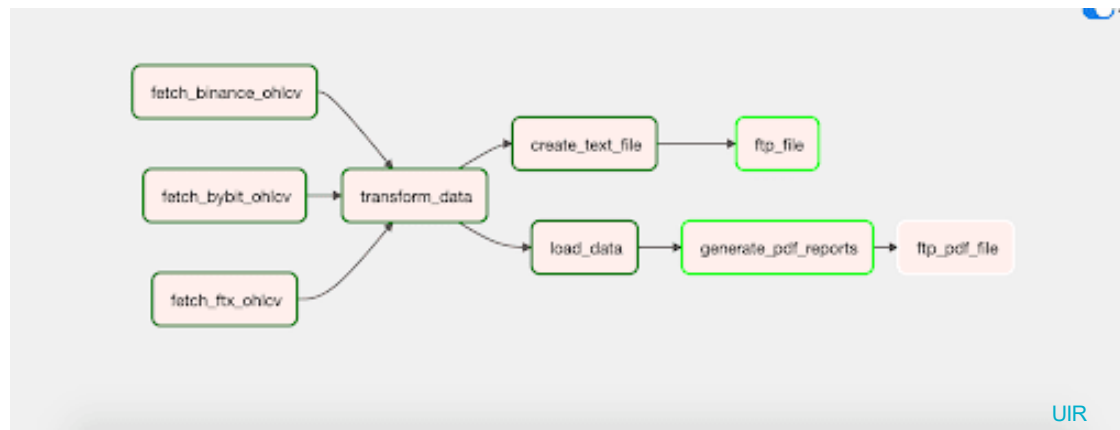 fetch_binance_ohlcv
create_text_file
ftp_file
fetch_bybit_ohlcv
transform_data
load_data
generate_pdf_reports
ftp_pdf_file
fetch_ftx_ohlcv
UIR